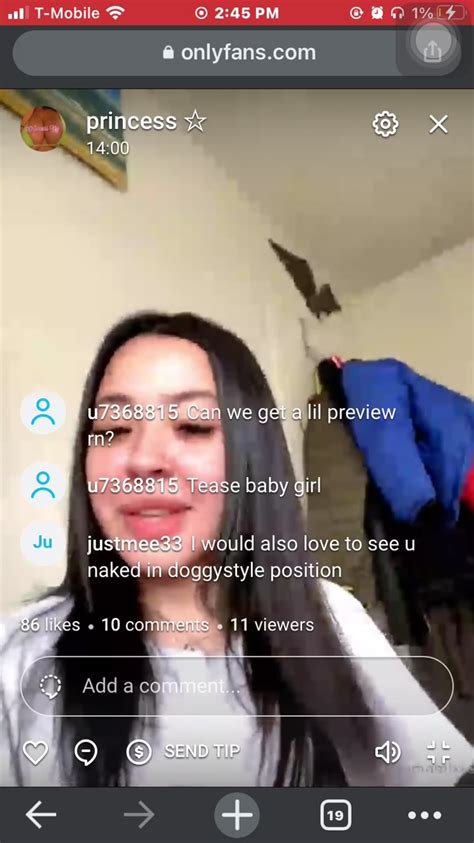 T-Mobile 2:45 PM 1%
onlyfans.com
princess ☆
14:00
u7368815 Can we get a lil preview
rn?
u7368815 Tease baby girl
Ju justmee33 I would also love to see u
naked in doggystyle position
86 likes • 10 comments • 11 viewers
Add a comment...
$ SEND TIP
19